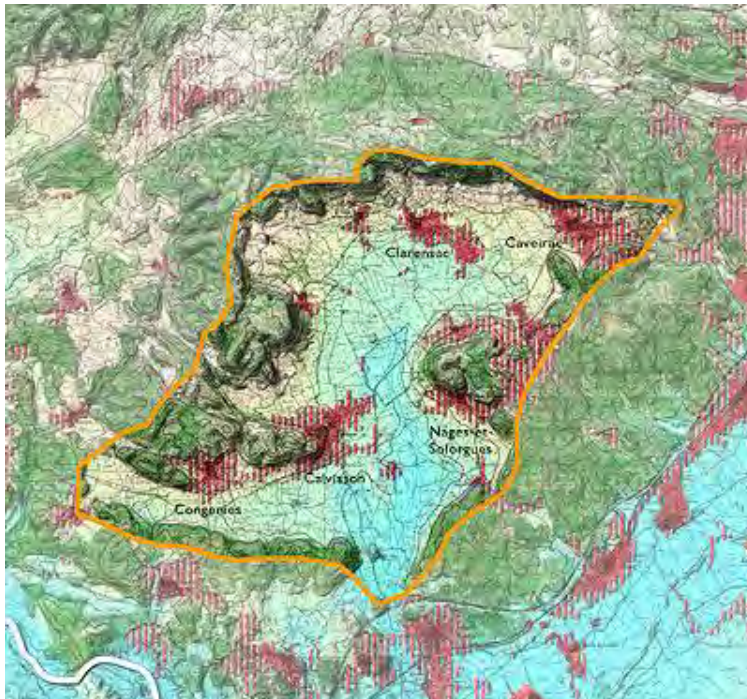 Clarensac
Caveirac
Nages-et-
Solorgues
Calvisson
Congénies